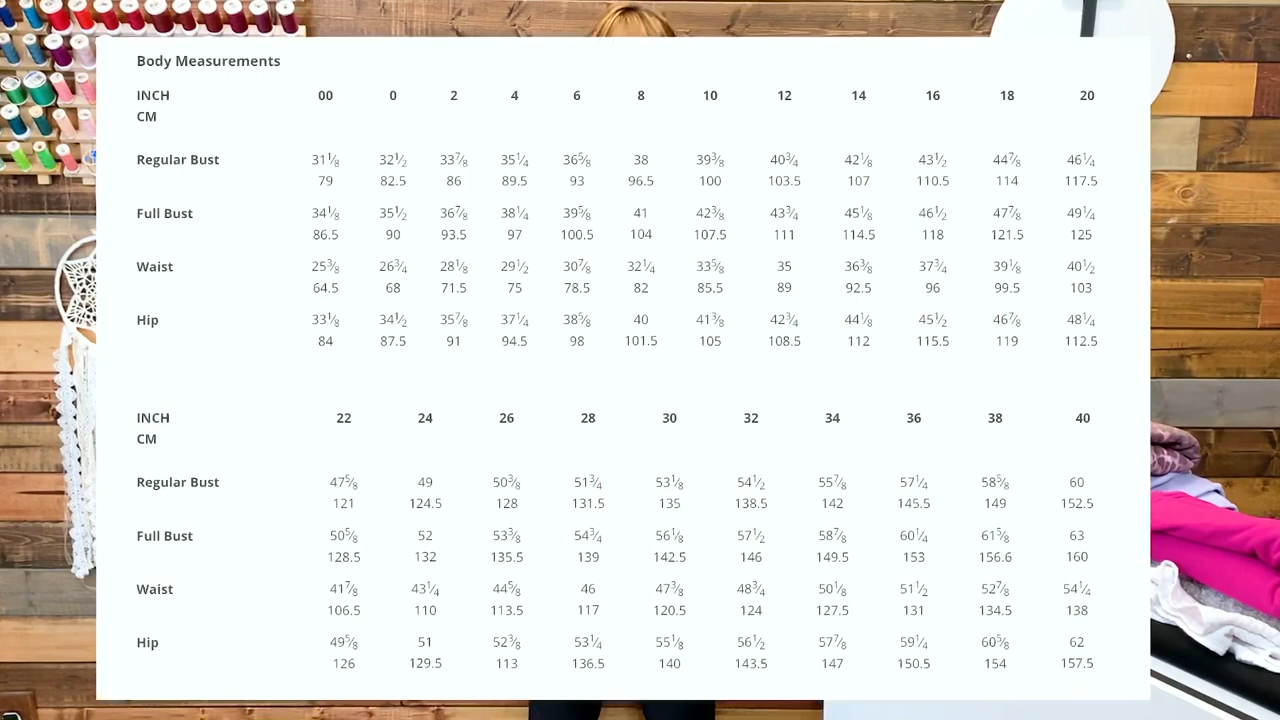 Body Measurements
INCH 00 0 2 4 6 8 10 12 14 16 18 20
CM
Regular Bust 31⅛ 32½ 33⅞ 35¼ 36⅝ 38 39⅜ 40¾ 42⅛ 43½ 44⅞ 46¼
79 82.5 86 89.5 93 96.5 100 103.5 107 110.5 114 117.5
Full Bust 34⅛ 35½ 36⅞ 38¼ 39⅝ 41 42⅜ 43¾ 45⅛ 46½ 47⅞ 49¼
86.5 90 93.5 97 100.5 104 107.5 111 114.5 118 121.5 125
Waist 25⅜ 26¾ 28⅛ 29½ 30⅞ 32¼ 33⅝ 35 36⅜ 37¾ 39⅛ 40½
64.5 68 71.5 75 78.5 82 85.5 89 92.5 96 99.5 103
Hip 33⅛ 34½ 35⅞ 37¼ 38⅝ 40 41⅜ 42¾ 44⅛ 45½ 46⅞ 48¼
84 87.5 91 94.5 98 101.5 105 108.5 112 115.5 119 112.5
INCH 22 24 26 28 30 32 34 36 38 40
CM
Regular Bust 47⅝ 49 50⅜ 51¾ 53⅛ 54½ 55⅞ 57¼ 58⅝ 60
121 124.5 128 131.5 135 138.5 142 145.5 149 152.5
Full Bust 50⅝ 52 53⅜ 54¾ 56⅛ 57½ 58⅞ 60¼ 61⅝ 63
128.5 132 135.5 139 142.5 146 149.5 153 156.6 160
Waist 41⅞ 43¼ 44⅝ 46 47⅜ 48¾ 50⅛ 51½ 52⅞ 54¼
106.5 110 113.5 117 120.5 124 127.5 131 134.5 138
Hip 49⅝ 51 52⅜ 53¼ 55⅛ 56½ 57⅞ 59¼ 60⅝ 62
126 129.5 113 136.5 140 143.5 147 150.5 154 157.5